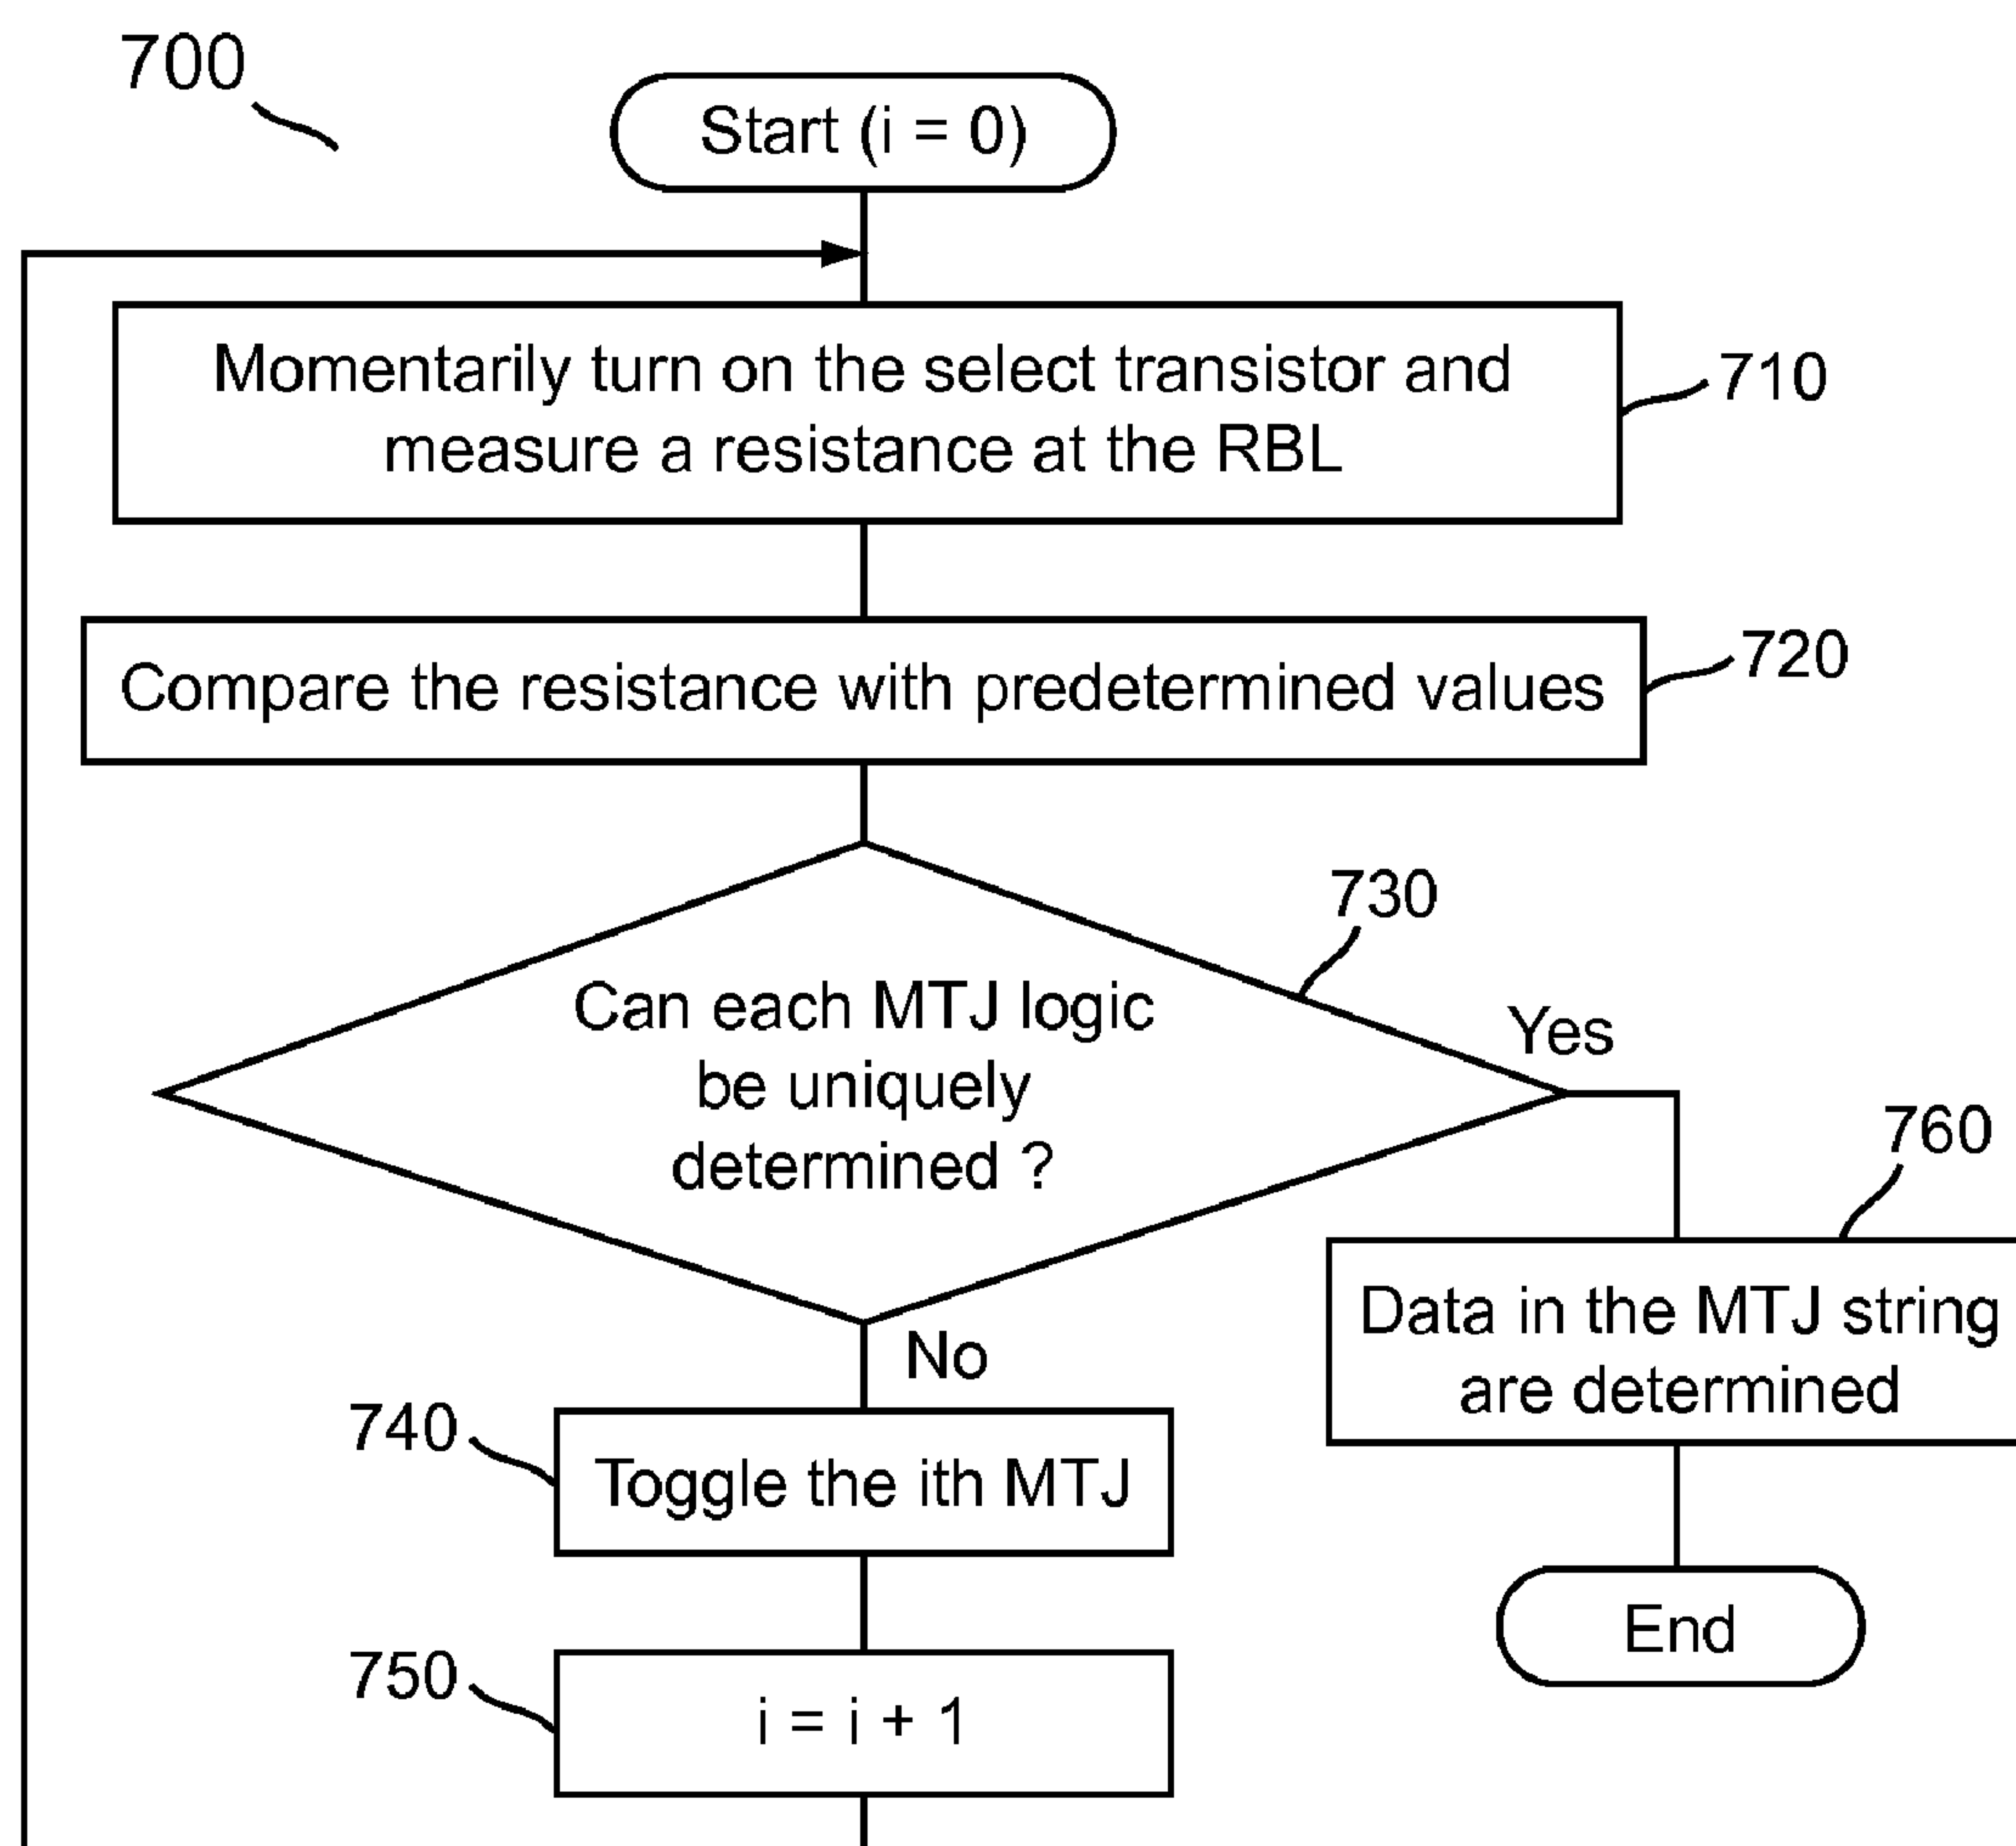 700
Start (i = 0)
Momentarily turn on the select transistor and
measure a resistance at the RBL
710
Compare the resistance with predetermined values
720
730
Can each MTJ logic
be uniquely
determined ?
Yes
760
Data in the MTJ string
are determined
No
740
Toggle the ith MTJ
End
750
i = i + 1